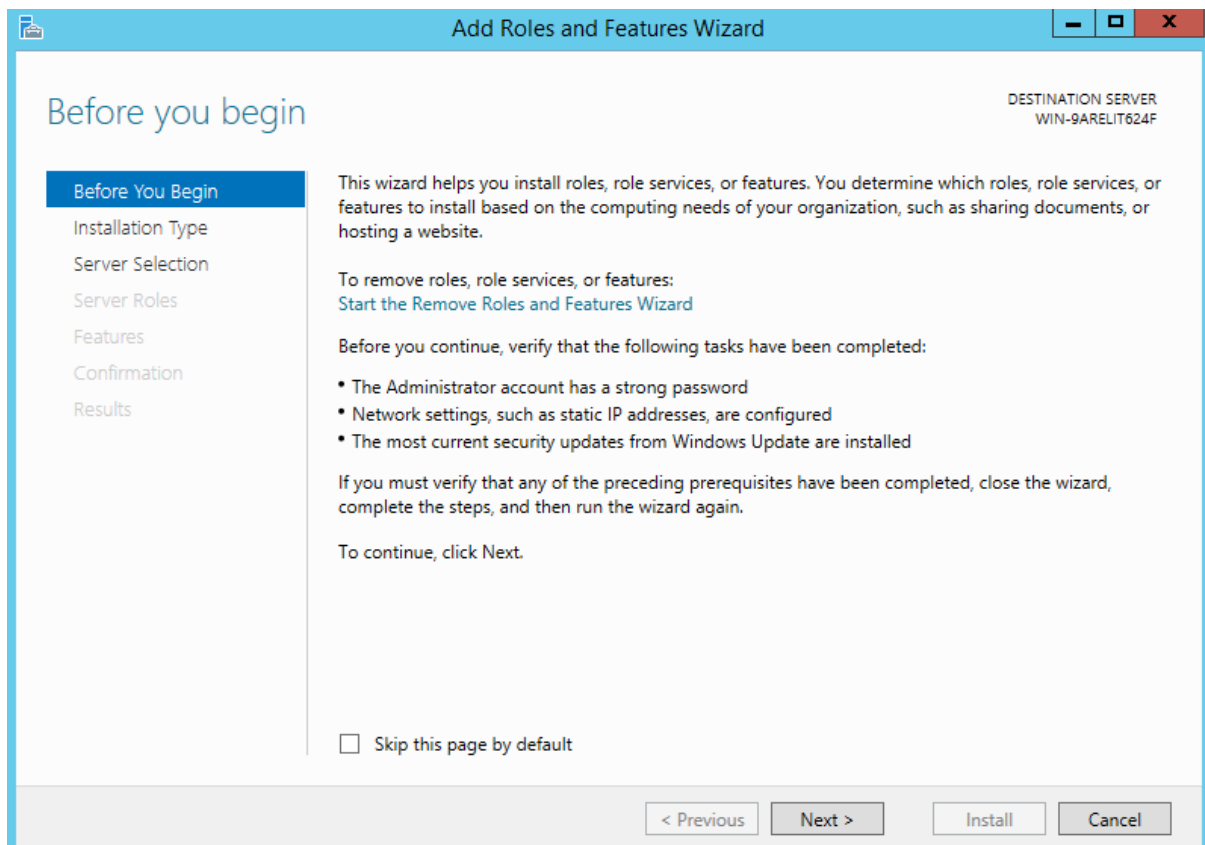 Add Roles and Features Wizard
Before you begin
DESTINATION SERVER
WIN-9ARELIT624F
Before You Begin
Installation Type
Server Selection
Server Roles
Features
Confirmation
Results
This wizard helps you install roles, role services, or features. You determine which roles, role services, or
features to install based on the computing needs of your organization, such as sharing documents, or
hosting a website.
To remove roles, role services, or features:
Start the Remove Roles and Features Wizard
Before you continue, verify that the following tasks have been completed:
• The Administrator account has a strong password
• Network settings, such as static IP addresses, are configured
• The most current security updates from Windows Update are installed
If you must verify that any of the preceding prerequisites have been completed, close the wizard,
complete the steps, and then run the wizard again.
To continue, click Next.
Skip this page by default
< Previous
Next >
Install
Cancel